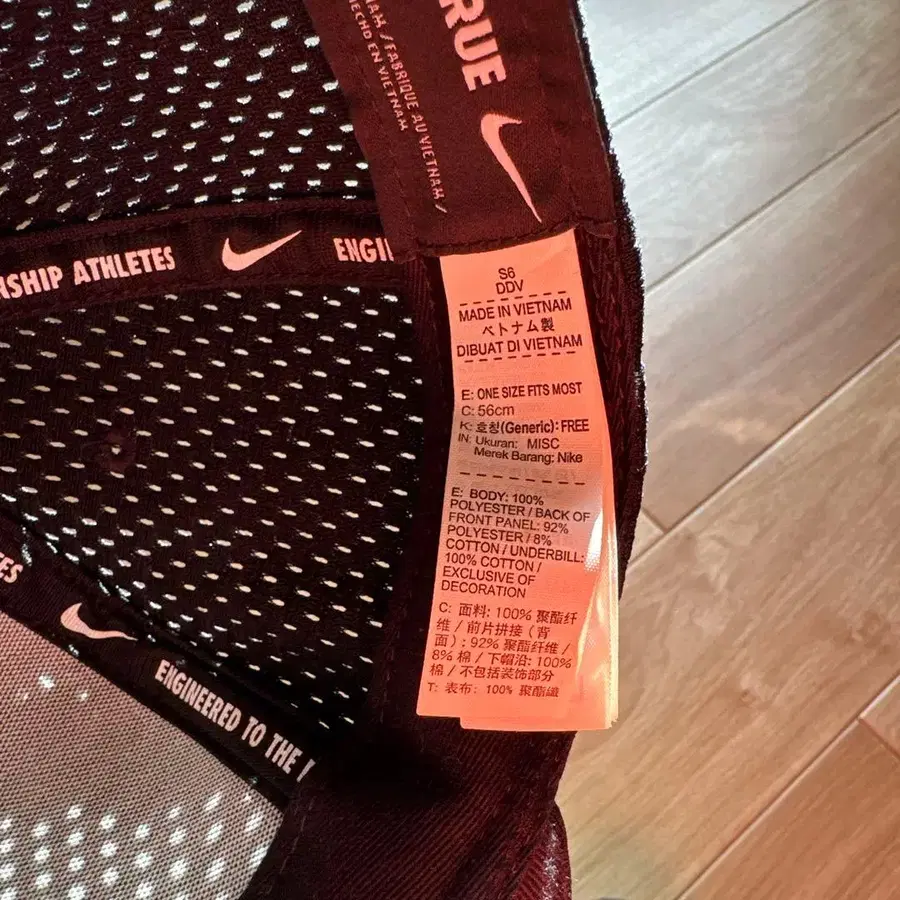 RUE
NAM / FABRIQUE AU VIETNAM /
HECHO EN VIETNAM
SHIP ATHLETES
ENGI
S6
DDV
MADE IN VIETNAM
ベトナム製
DIBUAT DI VIETNAM
E: ONE SIZE FITS MOST
C: 56cm
K: 호칭(Generic): FREE
IN: Ukuran: MISC
Merek Barang: Nike
E: BODY: 100%
POLYESTER / BACK OF
FRONT PANEL: 92%
POLYESTER / 8%
COTTON / UNDERBILL:
100% COTTON /
EXCLUSIVE OF
DECORATION
C: 面料: 100% 聚酯纤
维 / 前片拼接 (背
面) : 92% 聚酯纤维 /
8% 棉 / 下帽沿: 100%
棉 / 不包括装饰部分
T: 表布: 100% 聚酯纖
ES
ENGINEERED TO THE